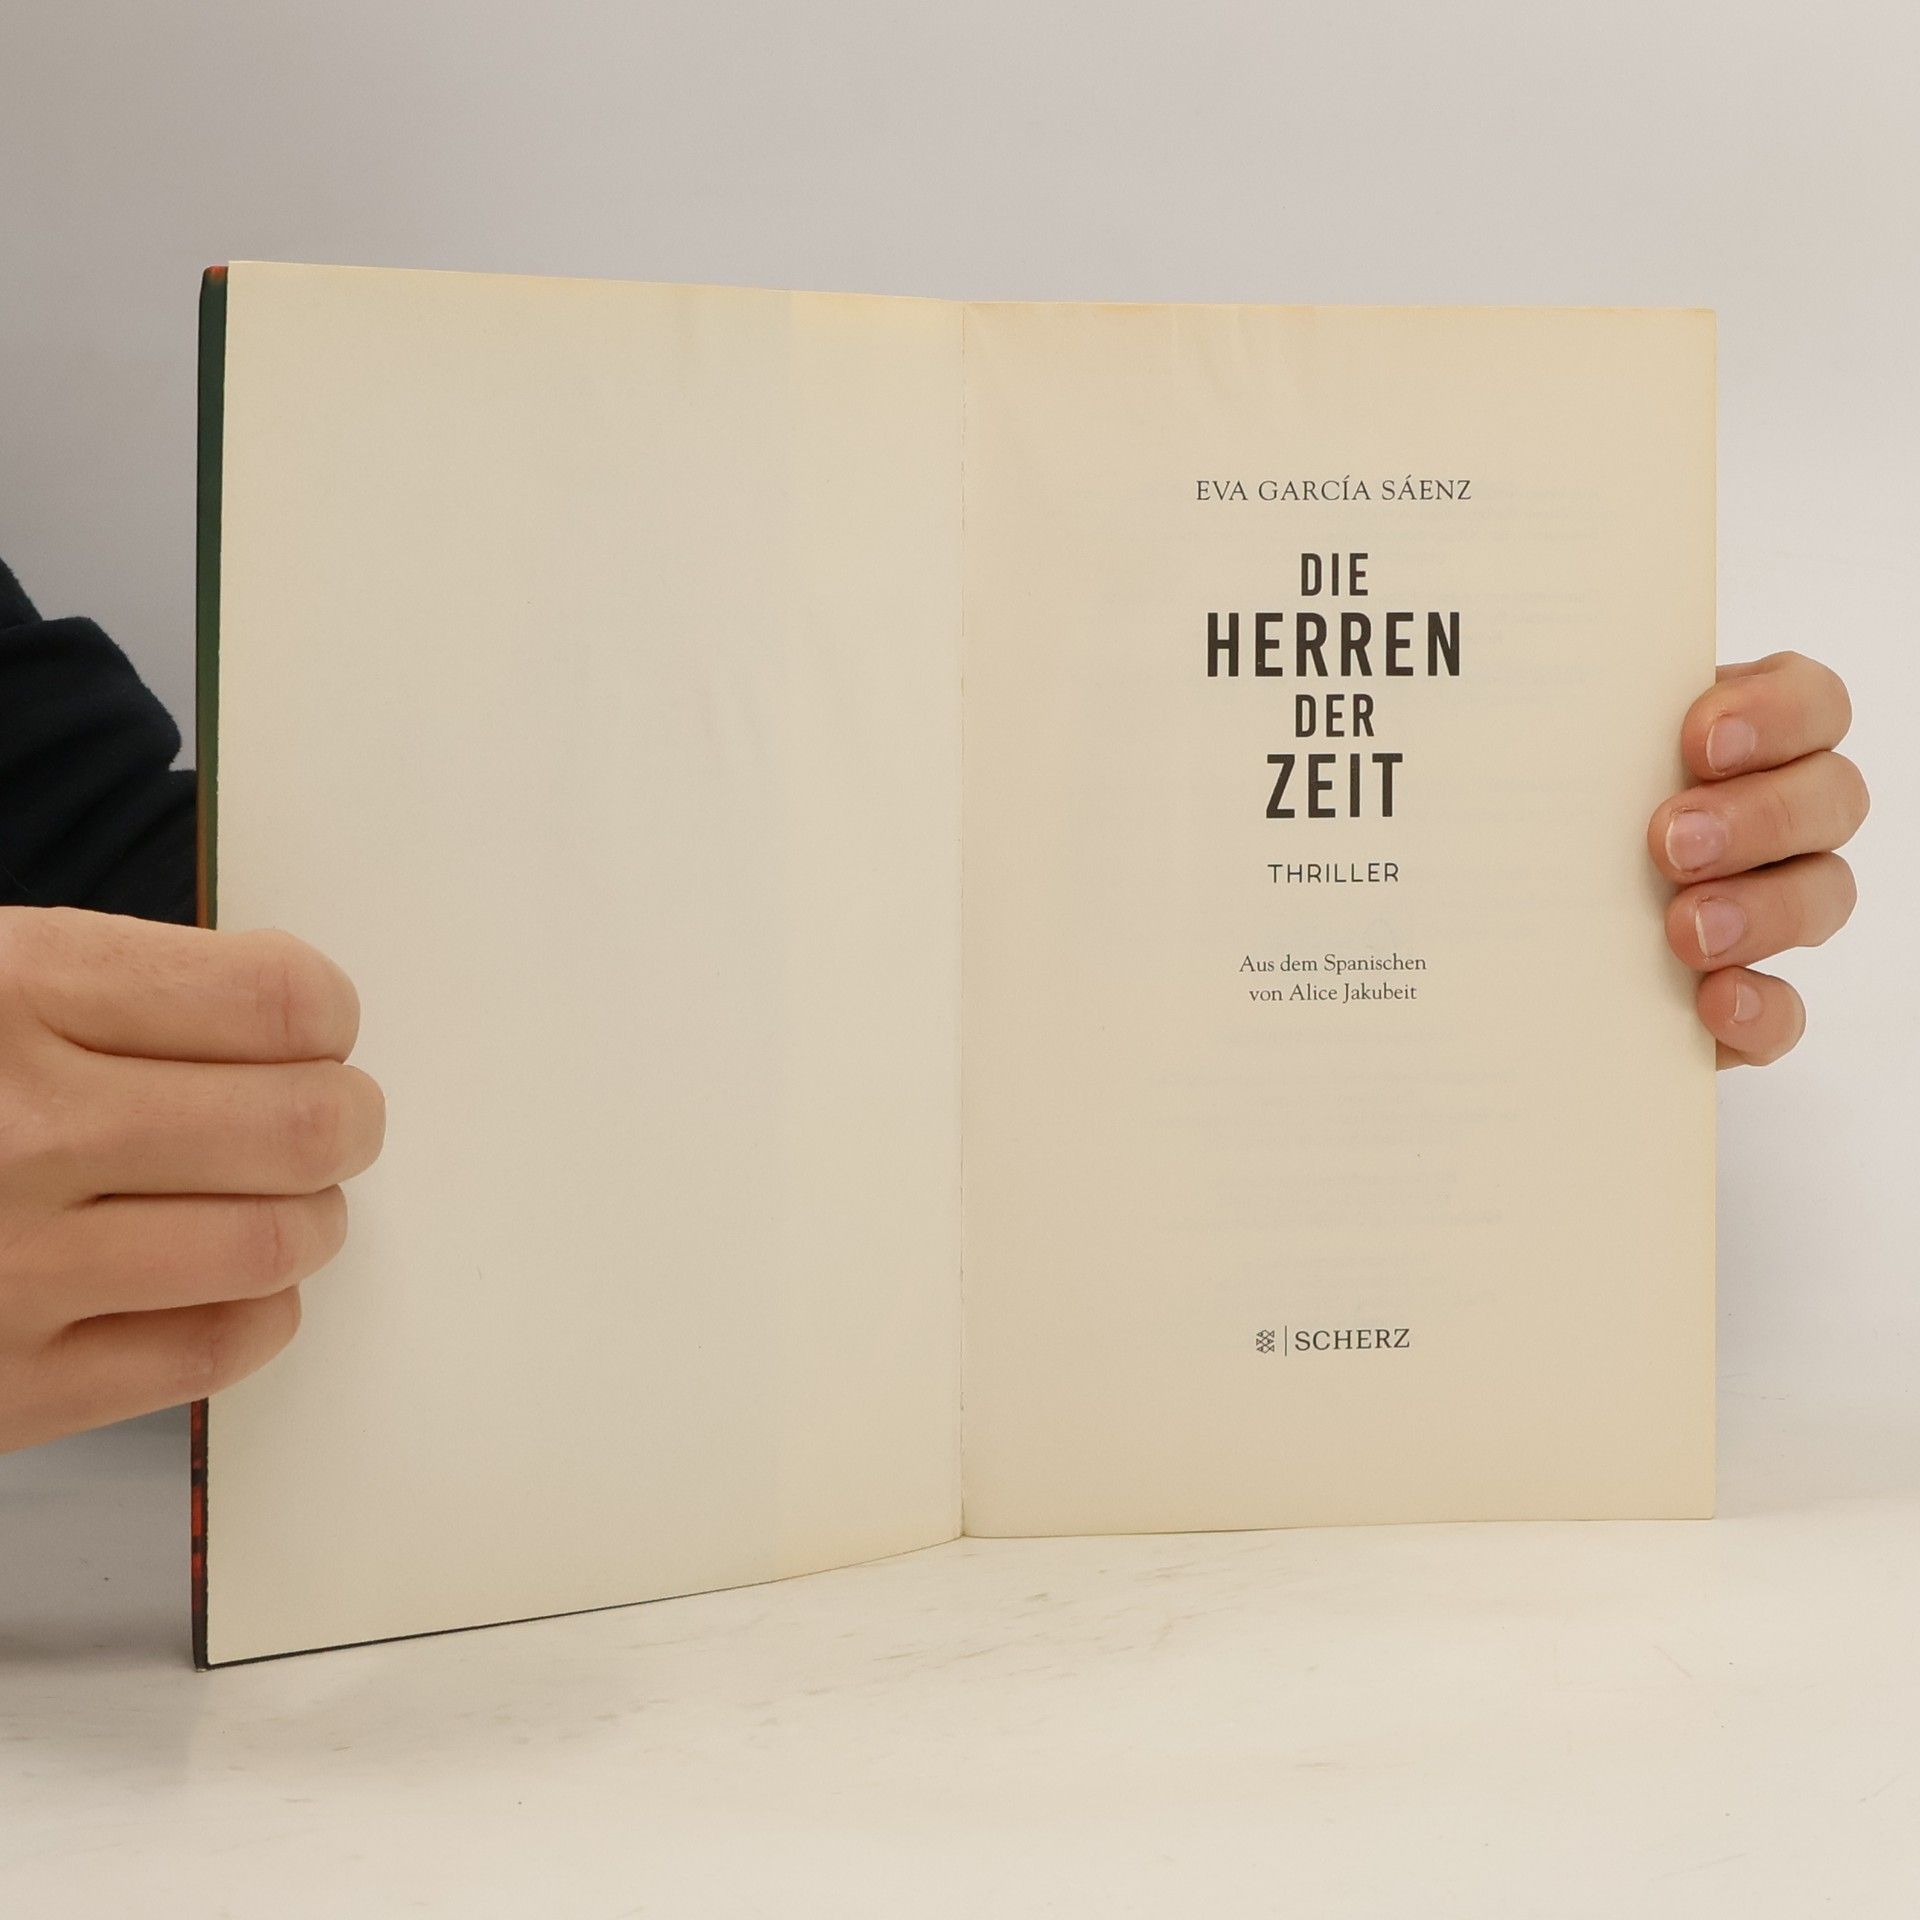 EVA GARCÍA SÁENZ
DIE
HERREN
DER
ZEIT
THRILLER
Aus dem Spanischen
von Alice Jakubeit
SCHERZ